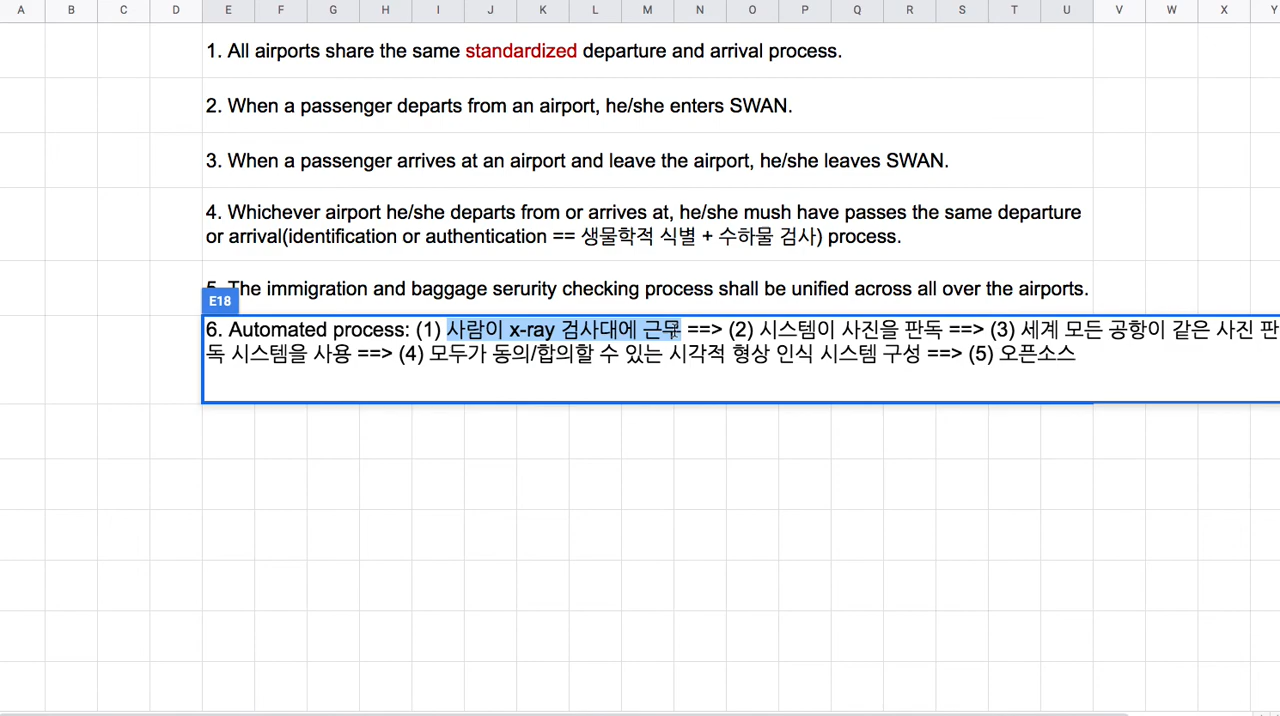 A B C D E F G H I J K L M N O P Q R S T U V W X Y
1. All airports share the same standardized departure and arrival process.
2. When a passenger departs from an airport, he/she enters SWAN.
3. When a passenger arrives at an airport and leave the airport, he/she leaves SWAN.
4. Whichever airport he/she departs from or arrives at, he/she mush have passes the same departure
or arrival(identification or authentication == 생물학적 식별 + 수하물 검사) process.
5. The immigration and baggage serurity checking process shall be unified across all over the airports.
E18
6. Automated process: (1) 사람이 x-ray 검사대에 근무 ==> (2) 시스템이 사진을 판독 ==> (3) 세계 모든 공항이 같은 사진 판
독 시스템을 사용 ==> (4) 모두가 동의/합의할 수 있는 시각적 형상 인식 시스템 구성 ==> (5) 오픈소스